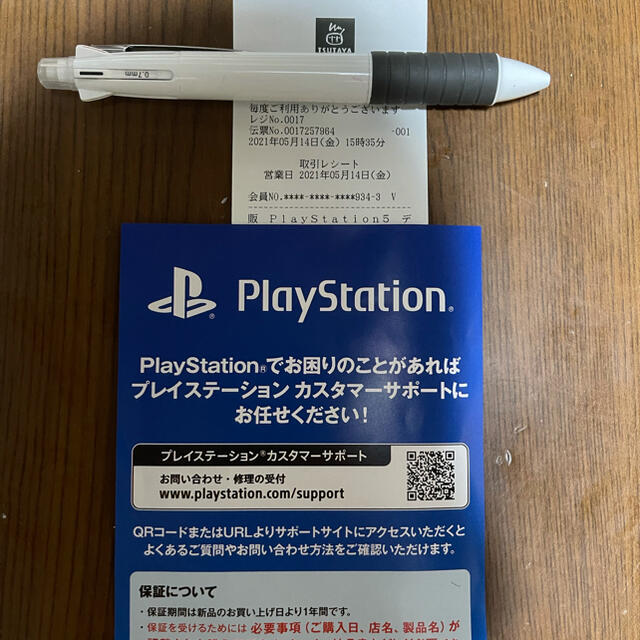 TSUTAYA
0.7mm
毎度ご利用ありがとうございます
レジNo.0017
伝票No.0017257964 -001
2021年05月14日(金) 15時35分
取引レシート
営業日 2021年05月14日(金)
会員NO.****-****-****934-3 V
販 PlayStation5 デ
PlayStation®
PlayStation®でお困りのことがあれば
プレイステーション カスタマーサポートに
お任せください!
プレイステーション®カスタマーサポート
お問い合わせ・修理の受付
www.playstation.com/support
QRコードまたはURLよりサポートサイトにアクセスいただくと
よくあるご質問やお問い合わせ方法をご確認いただけます。
保証について
・保証期間は新品のお買い上げ日より1年間です。
・保証を受けるためには 必要事項(ご購入日、店名、製品名)が